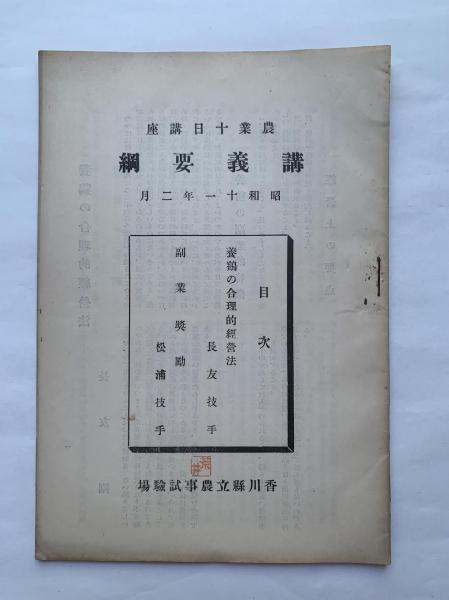 農業十日講座
講義要綱
昭和十一年二月
目次
養鶏の合理的經營法
長友技手
副業奬勵
松浦技手
香川縣立農事試驗場